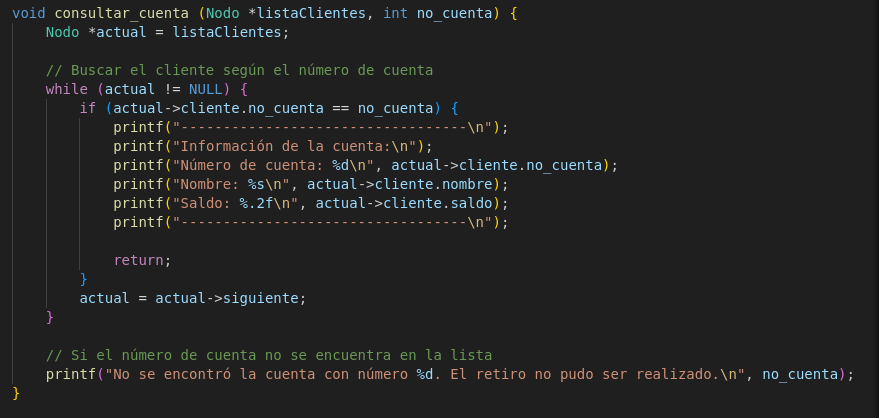 void consultar_cuenta (Nodo *listaClientes, int no_cuenta) {
    Nodo *actual = listaClientes;

    // Buscar el cliente según el número de cuenta
    while (actual != NULL) {
        if (actual->cliente.no_cuenta == no_cuenta) {
            printf("----------------------------------\n");
            printf("Información de la cuenta:\n");
            printf("Número de cuenta: %d\n", actual->cliente.no_cuenta);
            printf("Nombre: %s\n", actual->cliente.nombre);
            printf("Saldo: %.2f\n", actual->cliente.saldo);
            printf("----------------------------------\n");

            return;
        }
        actual = actual->siguiente;
    }

    // Si el número de cuenta no se encuentra en la lista
    printf("No se encontró la cuenta con número %d. El retiro no pudo ser realizado.\n", no_cuenta);
}